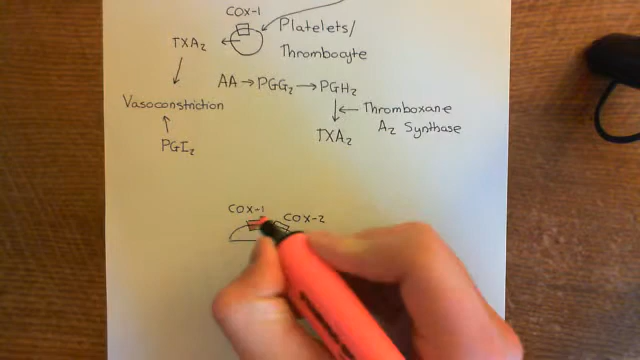 COX-1
Platelets/
Thrombocyte
TXA2
AA → PGG2 → PGH2
Vasoconstriction
Thromboxane
A2 Synthase
TXA2
PGI2
COX-1
COX-2